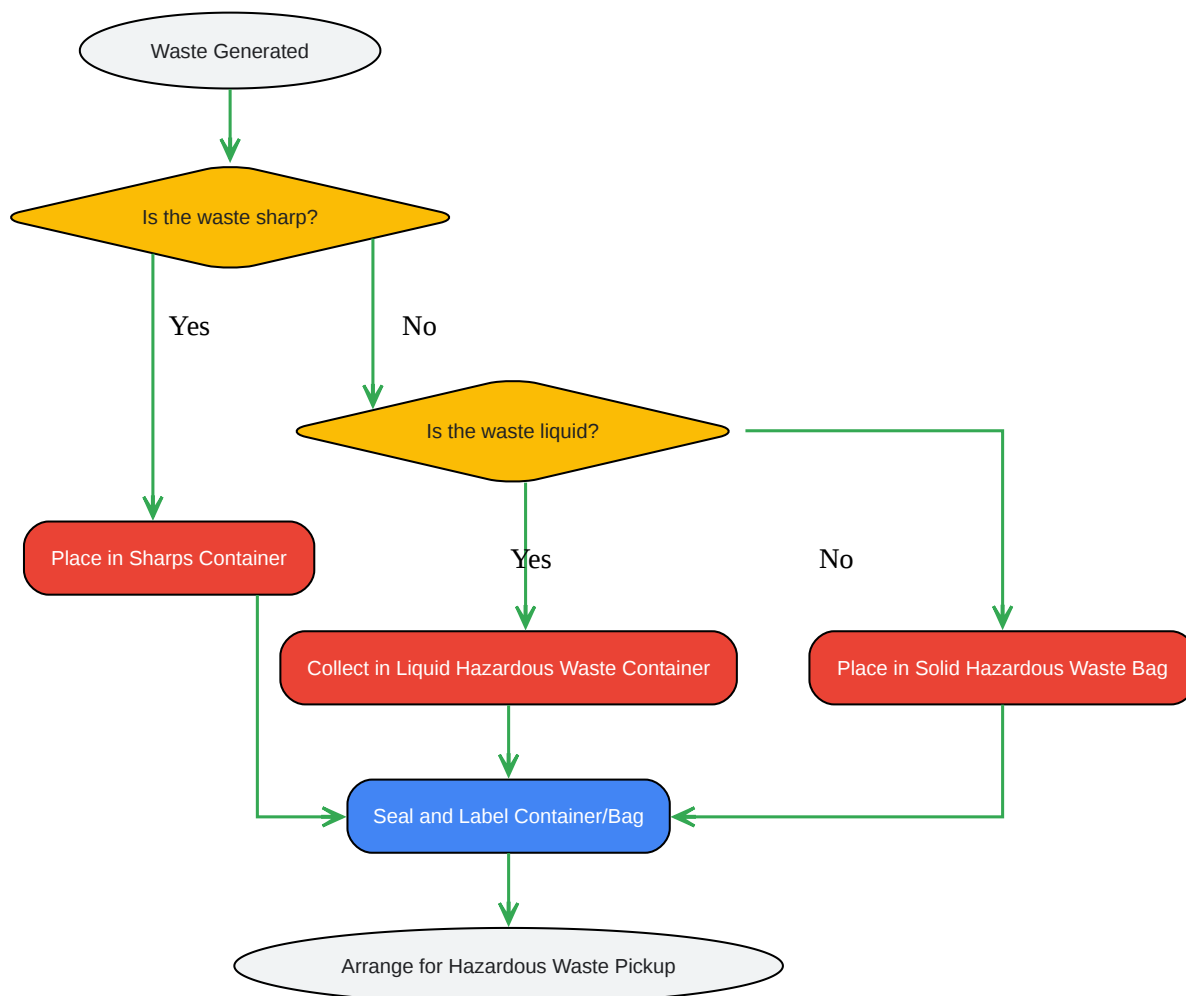 Waste Generated
Is the waste sharp?
Yes
No
Is the waste liquid?
Place in Sharps Container
Yes
No
Collect in Liquid Hazardous Waste Container
Place in Solid Hazardous Waste Bag
Seal and Label Container/Bag
Arrange for Hazardous Waste Pickup